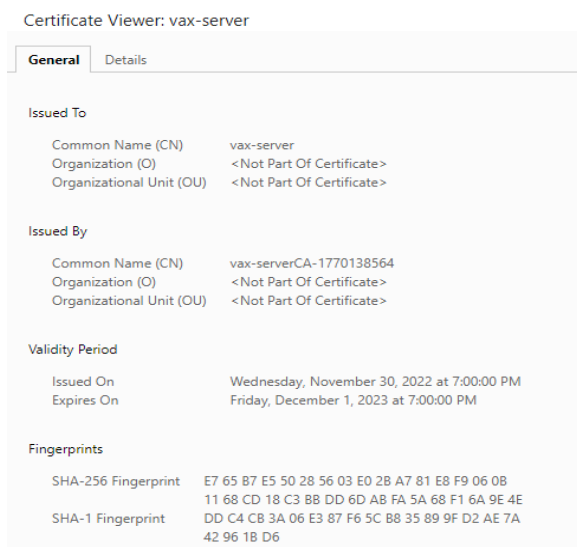 Certificate Viewer: vax-server
General Details
Issued To
Common Name (CN) vax-server
Organization (O) <Not Part Of Certificate>
Organizational Unit (OU) <Not Part Of Certificate>
Issued By
Common Name (CN) vax-serverCA-1770138564
Organization (O) <Not Part Of Certificate>
Organizational Unit (OU) <Not Part Of Certificate>
Validity Period
Issued On Wednesday, November 30, 2022 at 7:00:00 PM
Expires On Friday, December 1, 2023 at 7:00:00 PM
Fingerprints
SHA-256 Fingerprint E7 65 B7 E5 50 28 56 03 E0 2B A7 81 E8 F9 06 0B
11 68 CD 18 C3 BB DD 6D AB FA 5A 68 F1 6A 9E 4E
SHA-1 Fingerprint DD C4 CB 3A 06 E3 87 F6 5C B8 35 89 9F D2 AE 7A
42 96 1B D6